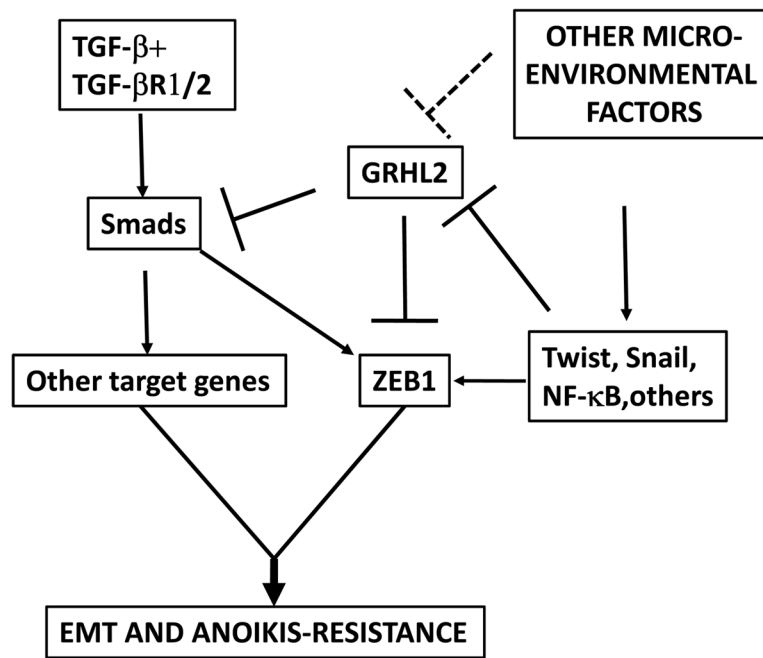 TGF-β+
TGF-βR1/2
OTHER MICRO-
ENVIRONMENTAL
FACTORS
GRHL2
Smads
Other target genes
ZEB1
Twist, Snail,
NF-κB,others
EMT AND ANOIKIS-RESISTANCE